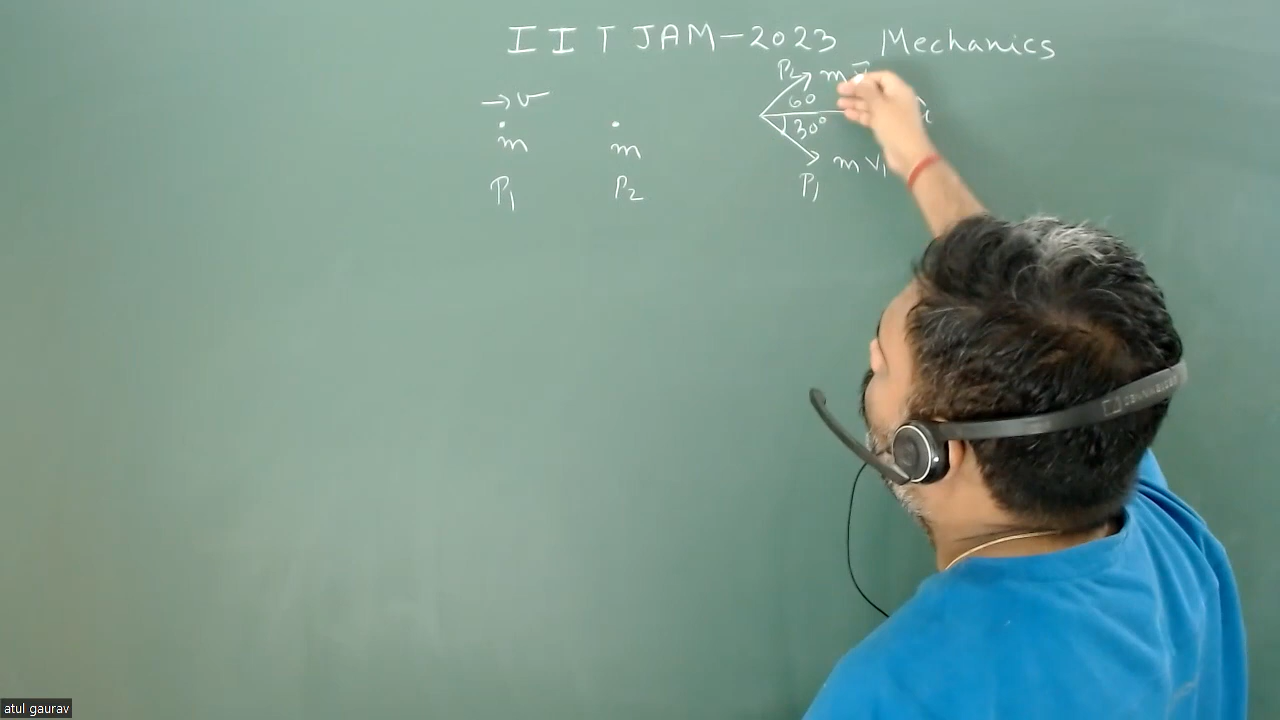 IIT JAM-2023 Mechanics
P2 m
→ v
60
30°
m m
m v1
P1 P2
P1
atul gaurav